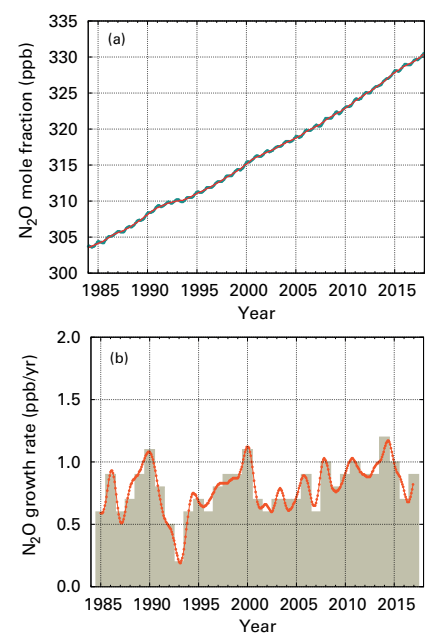 335
330
325
320
315
310
305
300
N₂O mole fraction (ppb)
(a)
1985 1990 1995 2000 2005 2010 2015
Year
2.0
1.5
1.0
0.5
0.0
N₂O growth rate (ppb/yr)
(b)
1985 1990 1995 2000 2005 2010 2015
Year